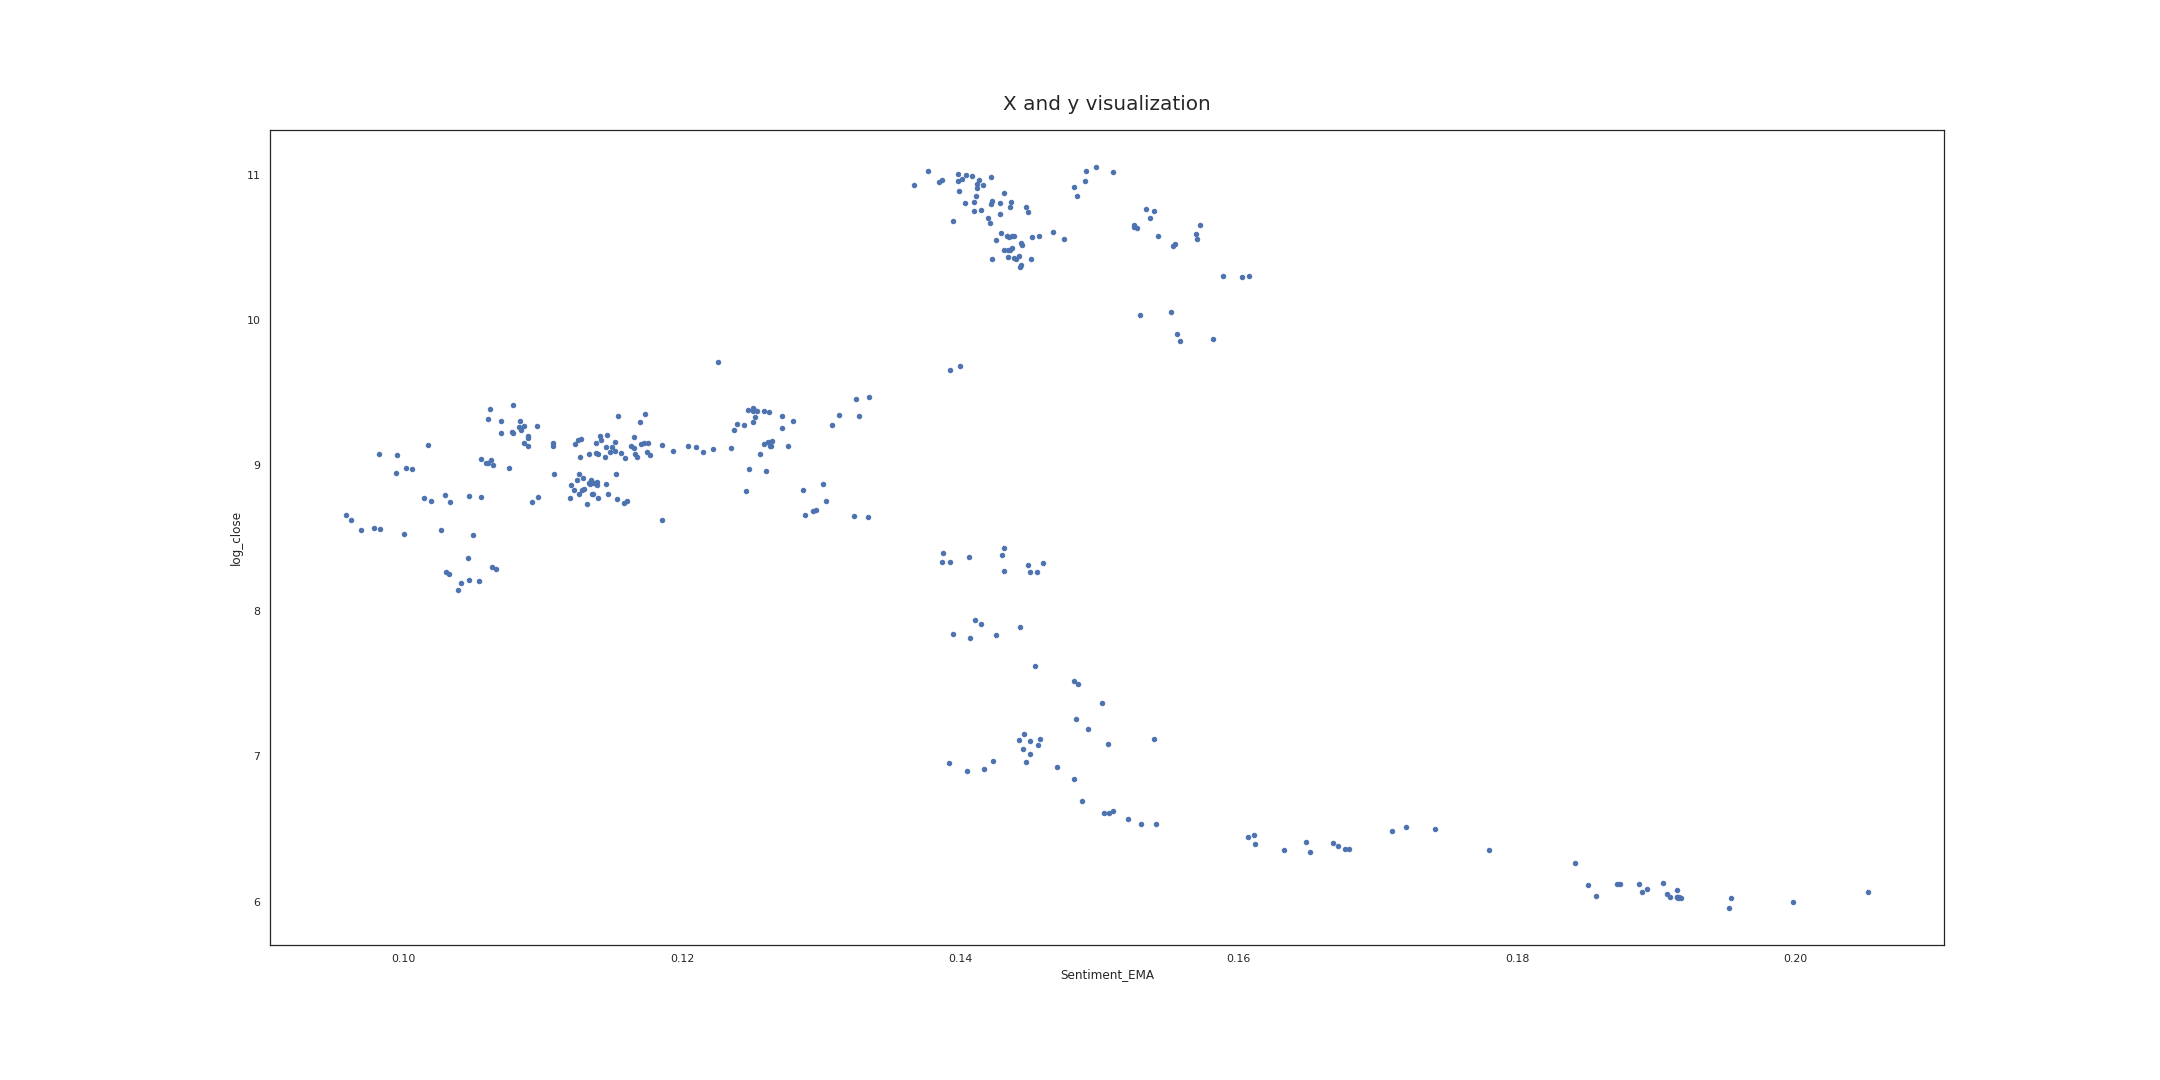 X and y visualization
11
10
9
8
7
6
log_close
0.10 0.12 0.14 0.16 0.18 0.20
Sentiment_EMA